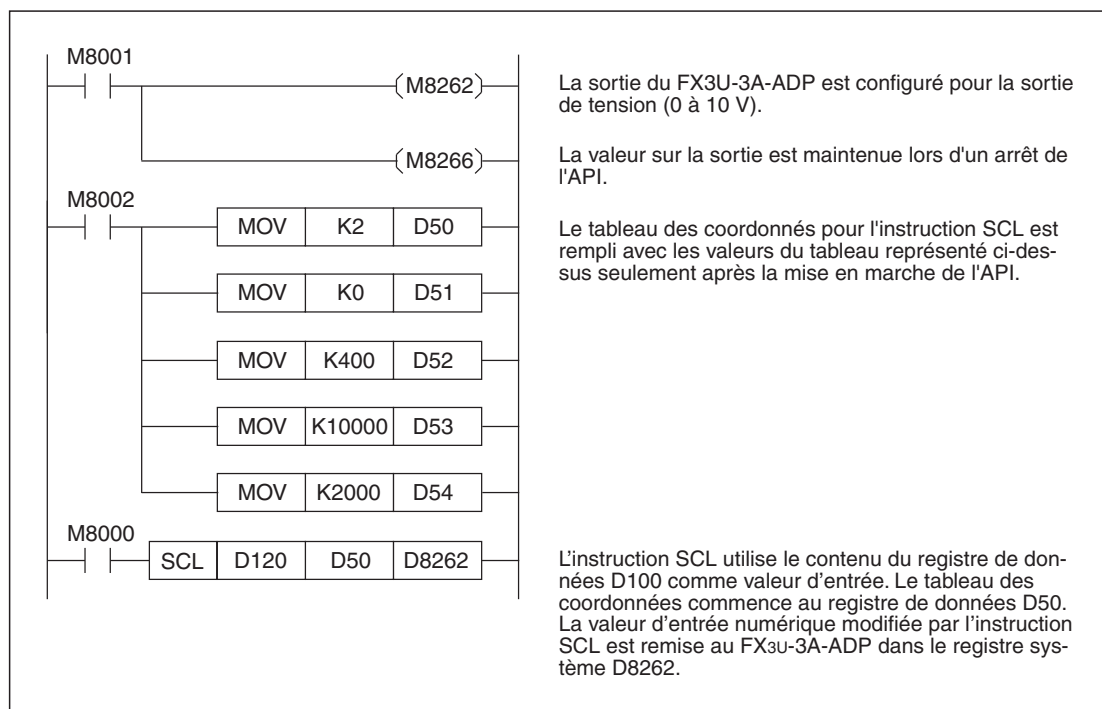 M8001
M8262
La sortie du FX3U-3A-ADP est configuré pour la sortie
de tension (0 à 10 V).
M8266
La valeur sur la sortie est maintenue lors d'un arrêt de
l'API.
M8002
MOV K2 D50
Le tableau des coordonnés pour l'instruction SCL est
rempli avec les valeurs du tableau représenté ci-des-
sus seulement après la mise en marche de l'API.
MOV K0 D51
MOV K400 D52
MOV K10000 D53
MOV K2000 D54
M8000
SCL D120 D50 D8262
L'instruction SCL utilise le contenu du registre de don-
nées D100 comme valeur d'entrée. Le tableau des
coordonnées commence au registre de données D50.
La valeur d'entrée numérique modifiée par l'instruction
SCL est remise au FX3U-3A-ADP dans le registre sys-
tème D8262.